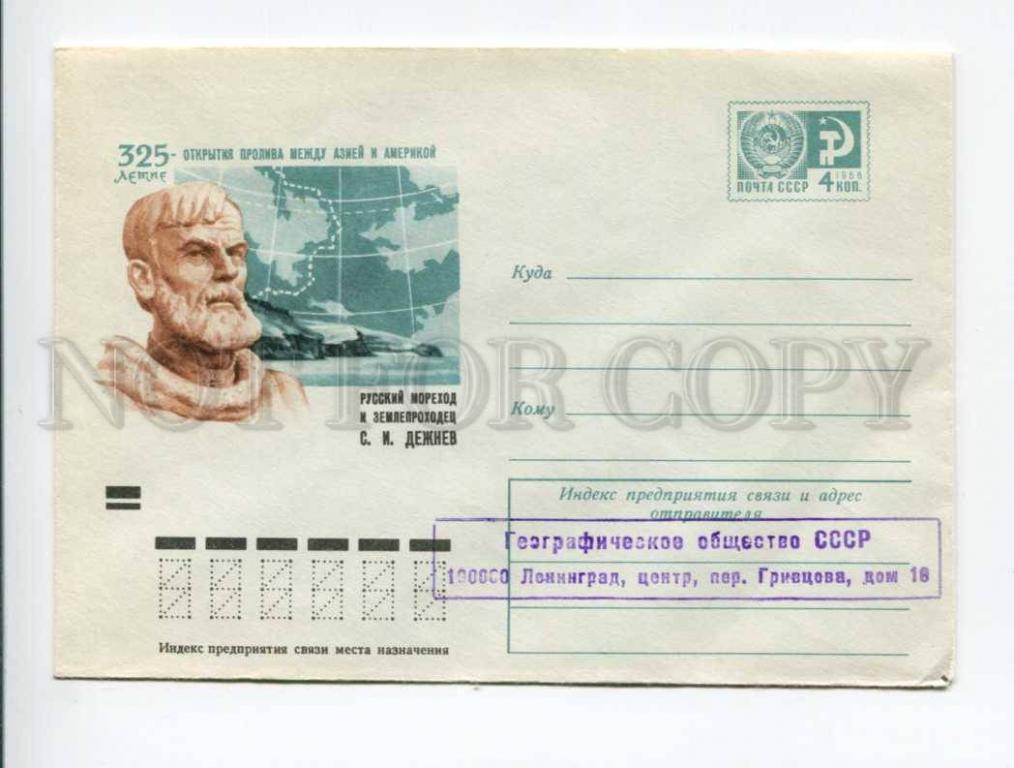 325-
летие
ОТКРЫТИЯ ПРОЛИВА МЕЖДУ АЗИЕЙ И АМЕРИКОЙ
ПОЧТА СССР
1966
4 КОП.
Куда
NOT FOR COPY
РУССКИЙ МОРЕХОД
И ЗЕМЛЕПРОХОДЕЦ
С. И. ДЕЖНЕВ
Кому
Индекс предприятия связи и адрес
отправителя
Географическое общество СССР
190000 Ленинград, центр, пер. Гривцова, дом 10
Индекс предприятия связи места назначения